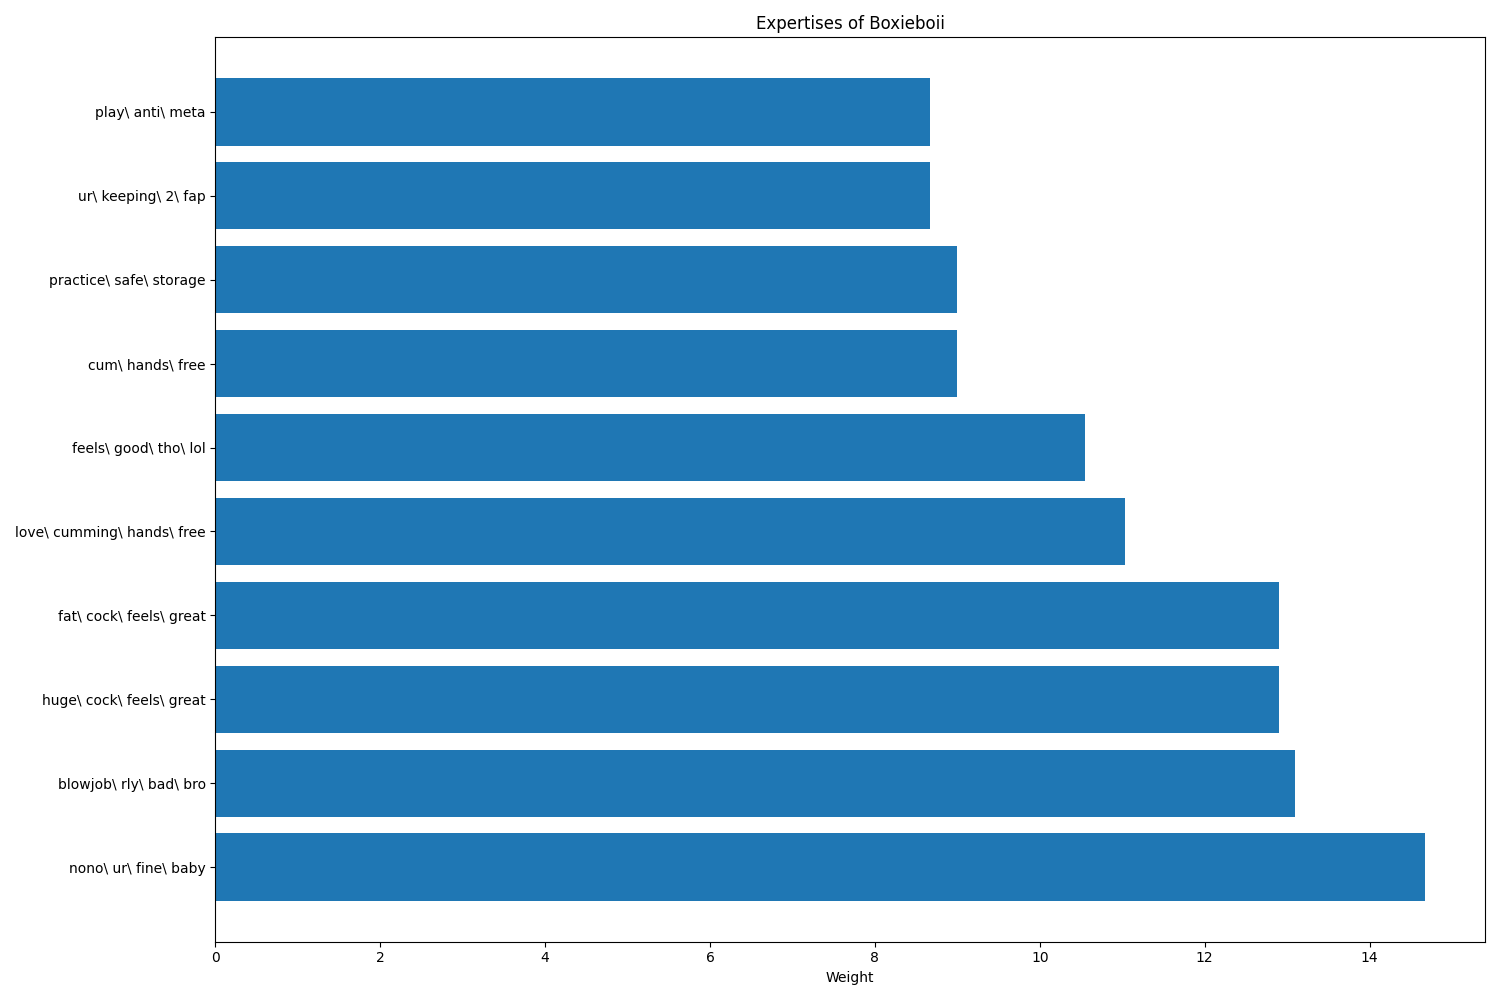 Expertises of Boxieboii
play\ anti\ meta
ur\ keeping\ 2\ fap
practice\ safe\ storage
cum\ hands\ free
feels\ good\ tho\ lol
love\ cumming\ hands\ free
fat\ cock\ feels\ great
huge\ cock\ feels\ great
blowjob\ rly\ bad\ bro
nono\ ur\ fine\ baby
0 2 4 6 8 10 12 14
Weight